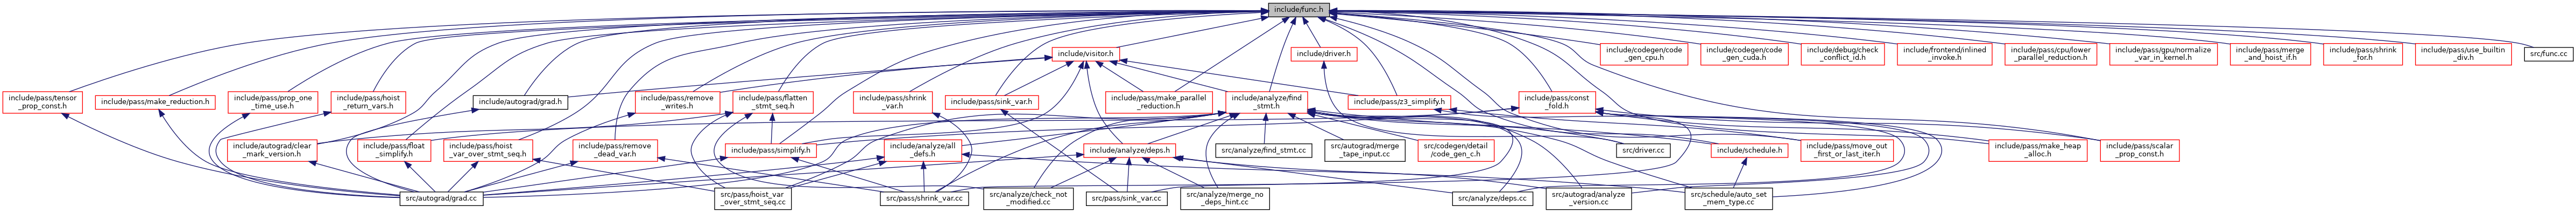 include/func.h
include/visitor.h
include/driver.h
include/codegen/code
_gen_cpu.h
include/codegen/code
_gen_cuda.h
include/debug/check
_conflict_id.h
include/frontend/inlined
_invoke.h
include/pass/cpu/lower
_parallel_reduction.h
include/pass/gpu/normalize
_var_in_kernel.h
include/pass/merge
_and_hoist_if.h
include/pass/shrink
_for.h
include/pass/use_builtin
_div.h
src/func.cc
include/pass/tensor
_prop_const.h
include/pass/make_reduction.h
include/pass/prop_one
_time_use.h
include/pass/hoist
_return_vars.h
include/autograd/grad.h
include/pass/remove
_writes.h
include/pass/flatten
_stmt_seq.h
include/pass/shrink
_var.h
include/pass/sink_var.h
include/pass/make_parallel
_reduction.h
include/analyze/find
_stmt.h
include/pass/z3_simplify.h
include/pass/const
_fold.h
include/autograd/clear
_mark_version.h
include/pass/float
_simplify.h
include/pass/hoist
_var_over_stmt_seq.h
include/pass/remove
_dead_var.h
include/pass/simplify.h
include/analyze/all
_defs.h
include/analyze/deps.h
src/analyze/find_stmt.cc
src/autograd/merge
_tape_input.cc
src/codegen/detail
/code_gen_c.h
src/driver.cc
include/schedule.h
include/pass/move_out
_first_or_last_iter.h
include/pass/make_heap
_alloc.h
include/pass/scalar
_prop_const.h
src/autograd/grad.cc
src/pass/hoist_var
_over_stmt_seq.cc
src/pass/shrink_var.cc
src/analyze/check_not
_modified.cc
src/pass/sink_var.cc
src/analyze/merge_no
_deps_hint.cc
src/analyze/deps.cc
src/autograd/analyze
_version.cc
src/schedule/auto_set
_mem_type.cc